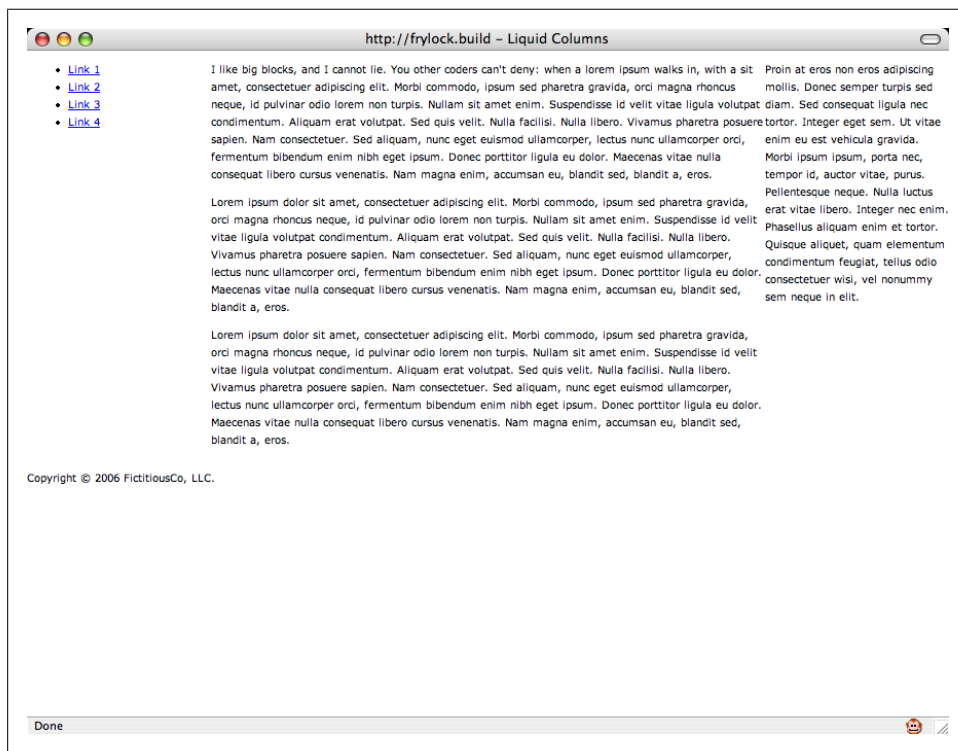 http://frylock.build – Liquid Columns
Link 1
Link 2
Link 3
Link 4
I like big blocks, and I cannot lie. You other coders can't deny: when a lorem ipsum walks in, with a sit
amet, consectetuer adipiscing elit. Morbi commodo, ipsum sed pharetra gravida, orci magna rhoncus
neque, id pulvinar odio lorem non turpis. Nullam sit amet enim. Suspendisse id velit vitae ligula volutpat
condimentum. Aliquam erat volutpat. Sed quis velit. Nulla facilisi. Nulla libero. Vivamus pharetra posuere
sapien. Nam consectetuer. Sed aliquam, nunc eget euismod ullamcorper, lectus nunc ullamcorper orci,
fermentum bibendum enim nibh eget ipsum. Donec porttitor ligula eu dolor. Maecenas vitae nulla
consequat libero cursus venenatis. Nam magna enim, accumsan eu, blandit sed, blandit a, eros.
Lorem ipsum dolor sit amet, consectetuer adipiscing elit. Morbi commodo, ipsum sed pharetra gravida,
orci magna rhoncus neque, id pulvinar odio lorem non turpis. Nullam sit amet enim. Suspendisse id velit
vitae ligula volutpat condimentum. Aliquam erat volutpat. Sed quis velit. Nulla facilisi. Nulla libero.
Vivamus pharetra posuere sapien. Nam consectetuer. Sed aliquam, nunc eget euismod ullamcorper,
lectus nunc ullamcorper orci, fermentum bibendum enim nibh eget ipsum. Donec porttitor ligula eu dolor.
Maecenas vitae nulla consequat libero cursus venenatis. Nam magna enim, accumsan eu, blandit sed,
blandit a, eros.
Lorem ipsum dolor sit amet, consectetuer adipiscing elit. Morbi commodo, ipsum sed pharetra gravida,
orci magna rhoncus neque, id pulvinar odio lorem non turpis. Nullam sit amet enim. Suspendisse id velit
vitae ligula volutpat condimentum. Aliquam erat volutpat. Sed quis velit. Nulla facilisi. Nulla libero.
Vivamus pharetra posuere sapien. Nam consectetuer. Sed aliquam, nunc eget euismod ullamcorper,
lectus nunc ullamcorper orci, fermentum bibendum enim nibh eget ipsum. Donec porttitor ligula eu dolor.
Maecenas vitae nulla consequat libero cursus venenatis. Nam magna enim, accumsan eu, blandit sed,
blandit a, eros.
Proin at eros non eros adipiscing
mollis. Donec semper turpis sed
diam. Sed consequat ligula nec
tortor. Integer eget sem. Ut vitae
enim eu est vehicula gravida.
Morbi ipsum ipsum, porta nec,
tempor id, auctor vitae, purus.
Pellentesque neque. Nulla luctus
erat vitae libero. Integer nec enim.
Phasellus aliquam enim et tortor.
Quisque aliquet, quam elementum
condimentum feugiat, tellus odio
consectetuer wisi, vel nonummy
sem neque in elit.
Copyright © 2006 FictitiousCo, LLC.
Done